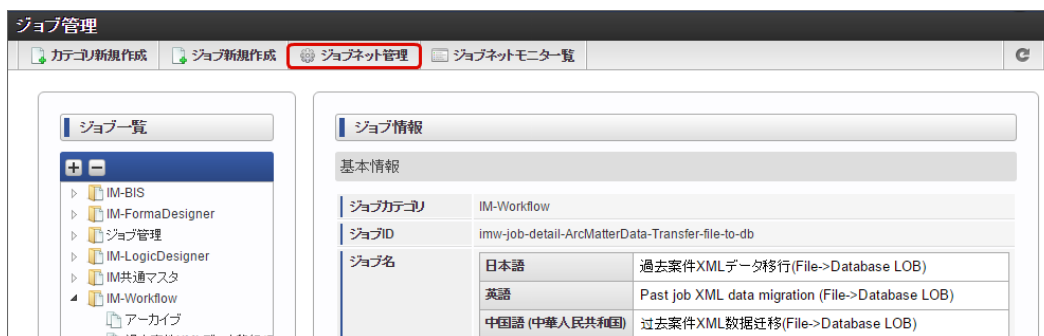 ジョブ管理
カテゴリ新規作成 ジョブ新規作成 ジョブネット管理 ジョブネットモニター覧
ジョブ一覧
IM-BIS
IM-FormaDesigner
ジョブ管理
IM-LogicDesigner
IM共通マスタ
IM-Workflow
アーカイブ
ジョブ情報
基本情報
ジョブカテゴリ IM-Workflow
ジョブID imw-job-detail-ArcMatterData-Transfer-file-to-db
ジョブ名 日本語 過去案件XMLデータ移行(File->Database LOB)
英語 Past job XML data migration (File->Database LOB)
中国語 (中華人民共和国) 过去案件XML数据迁移(File->Database LOB)